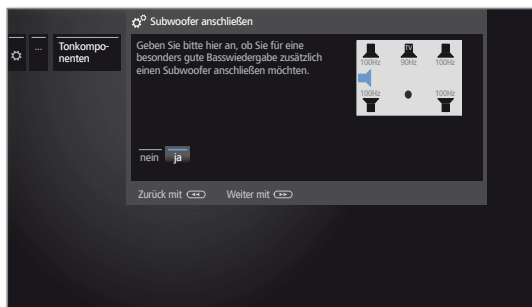 Subwoofer anschließen
...
Tonkompo-
nenten
Geben Sie bitte hier an, ob Sie für eine
besonders gute Basswiedergabe zusätzlich
einen Subwoofer anschließen möchten.
TV
100Hz 90Hz 100Hz
100Hz 100Hz
nein ja
Zurück mit Weiter mit